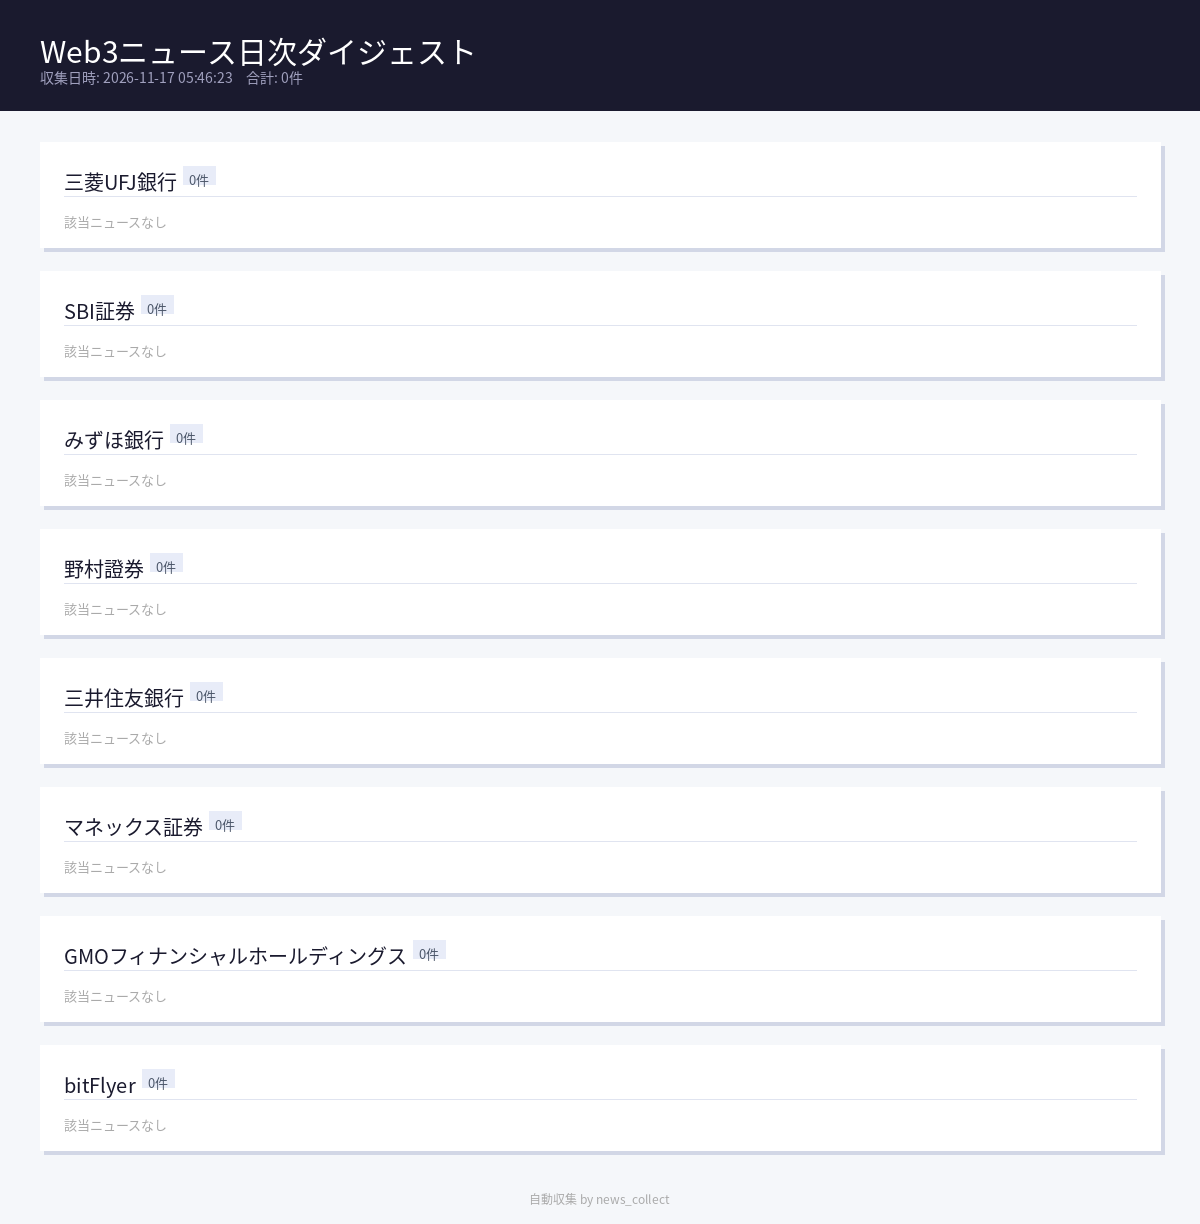 Web3ニュース日次ダイジェスト
収集日時: 2026-11-17 05:46:23 合計: 0件
三菱UFJ銀行 0件
該当ニュースなし
SBI証券 0件
該当ニュースなし
みずほ銀行 0件
該当ニュースなし
野村證券 0件
該当ニュースなし
三井住友銀行 0件
該当ニュースなし
マネックス証券 0件
該当ニュースなし
GMOフィナンシャルホールディングス 0件
該当ニュースなし
bitFlyer 0件
該当ニュースなし
自動収集 by news_collect